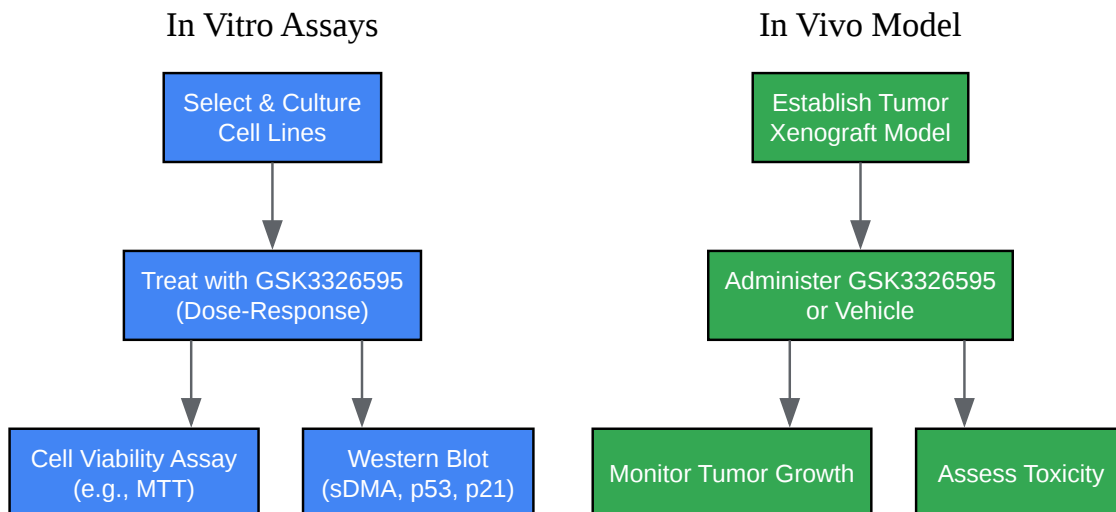 In Vitro Assays
Select & Culture
Cell Lines
Treat with GSK3326595
(Dose-Response)
Cell Viability Assay
(e.g., MTT)
Western Blot
(sDMA, p53, p21)
In Vivo Model
Establish Tumor
Xenograft Model
Administer GSK3326595
or Vehicle
Monitor Tumor Growth
Assess Toxicity